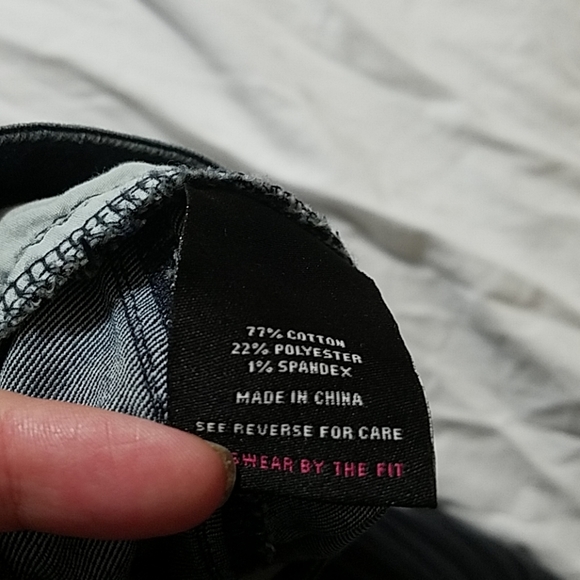 77% COTTON
22% POLYESTER
1% SPANDEX
MADE IN CHINA
SEE REVERSE FOR CARE
SWEAR BY THE FIT